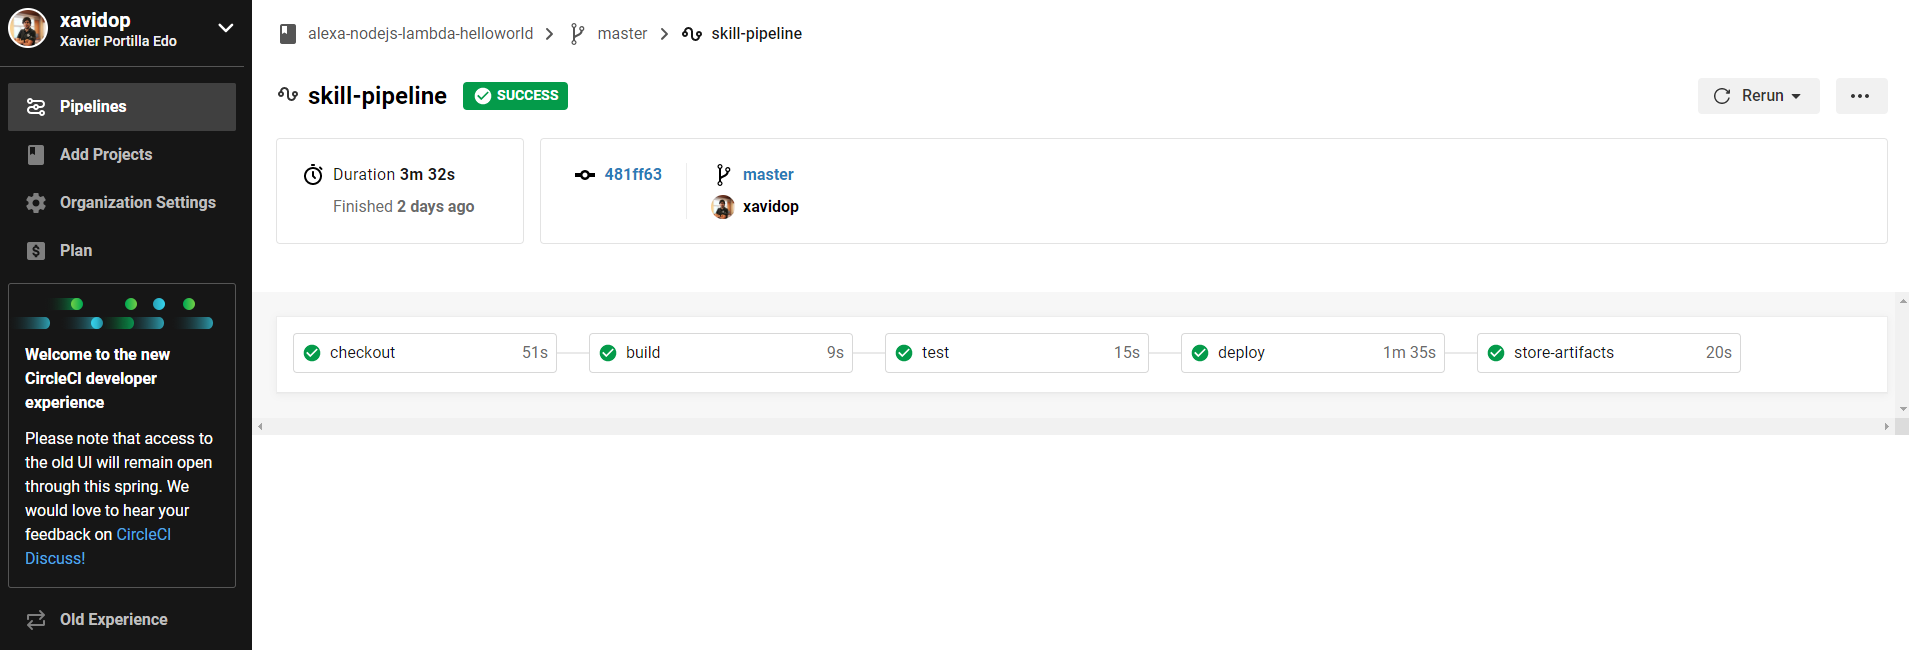 xavidop
Xavier Portilla Edo
Pipelines
Add Projects
Organization Settings
Plan
Welcome to the new
CircleCI developer
experience
Please note that access to
the old UI will remain open
through this spring. We
would love to hear your
feedback on CircleCI
Discuss!
Old Experience
alexa-nodejs-lambda-helloworld master skill-pipeline
skill-pipeline SUCCESS
Rerun
Duration 3m 32s
Finished 2 days ago
481ff63
master
xavidop
checkout 51s
build 9s
test 15s
deploy 1m 35s
store-artifacts 20s